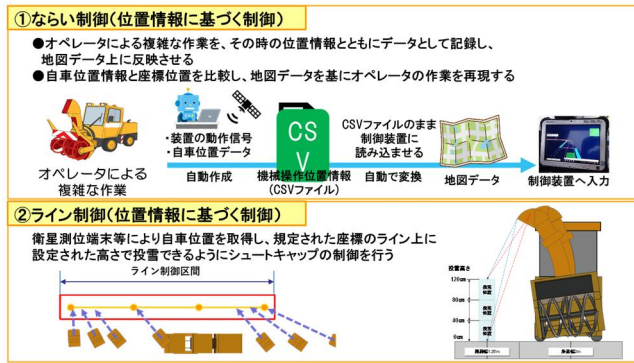 ①ならい制御(位置情報に基づく制御)
●オペレータによる複雑な作業を、その時の位置情報とともにデータとして記録し、
地図データ上に反映させる
●自車位置情報と座標位置を比較し、地図データを基にオペレータの作業を再現する
オペレータによる
複雑な作業
・装置の動作信号
・自車位置データ
自動作成
CS
V
機械操作位置情報
(CSVファイル)
CSVファイルのまま
制御装置に
読み込ませる
自動で変換
地図データ
制御装置へ入力
②ライン制御(位置情報に基づく制御)
衛星測位端末等により自車位置を取得し、規定された座標のライン上に
設定された高さで投雪できるようにシュートキャップの制御を行う
ライン制御区間
投雪高さ
120cm
80cm
40cm
0cm